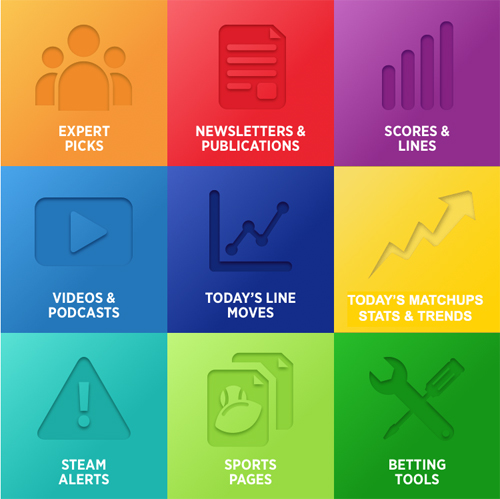 EXPERT
PICKS
NEWSLETTERS &
PUBLICATIONS
SCORES &
LINES
VIDEOS &
PODCASTS
TODAY'S LINE
MOVES
TODAY'S MATCHUPS
STATS & TRENDS
STEAM
ALERTS
SPORTS
PAGES
BETTING
TOOLS